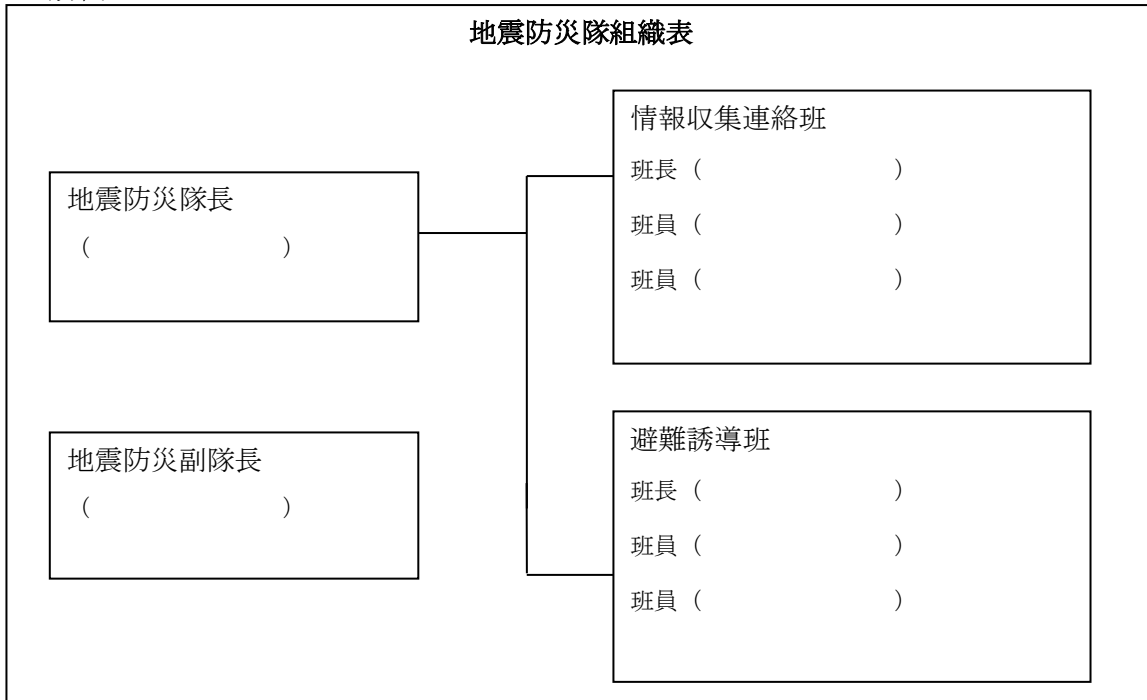 地震防災隊組織表
地震防災隊長
（　　　　　　　　）
地震防災副隊長
（　　　　　　　　）
情報収集連絡班
班長（　　　　　　　　）
班員（　　　　　　　　）
班員（　　　　　　　　）
避難誘導班
班長（　　　　　　　　）
班員（　　　　　　　　）
班員（　　　　　　　　）